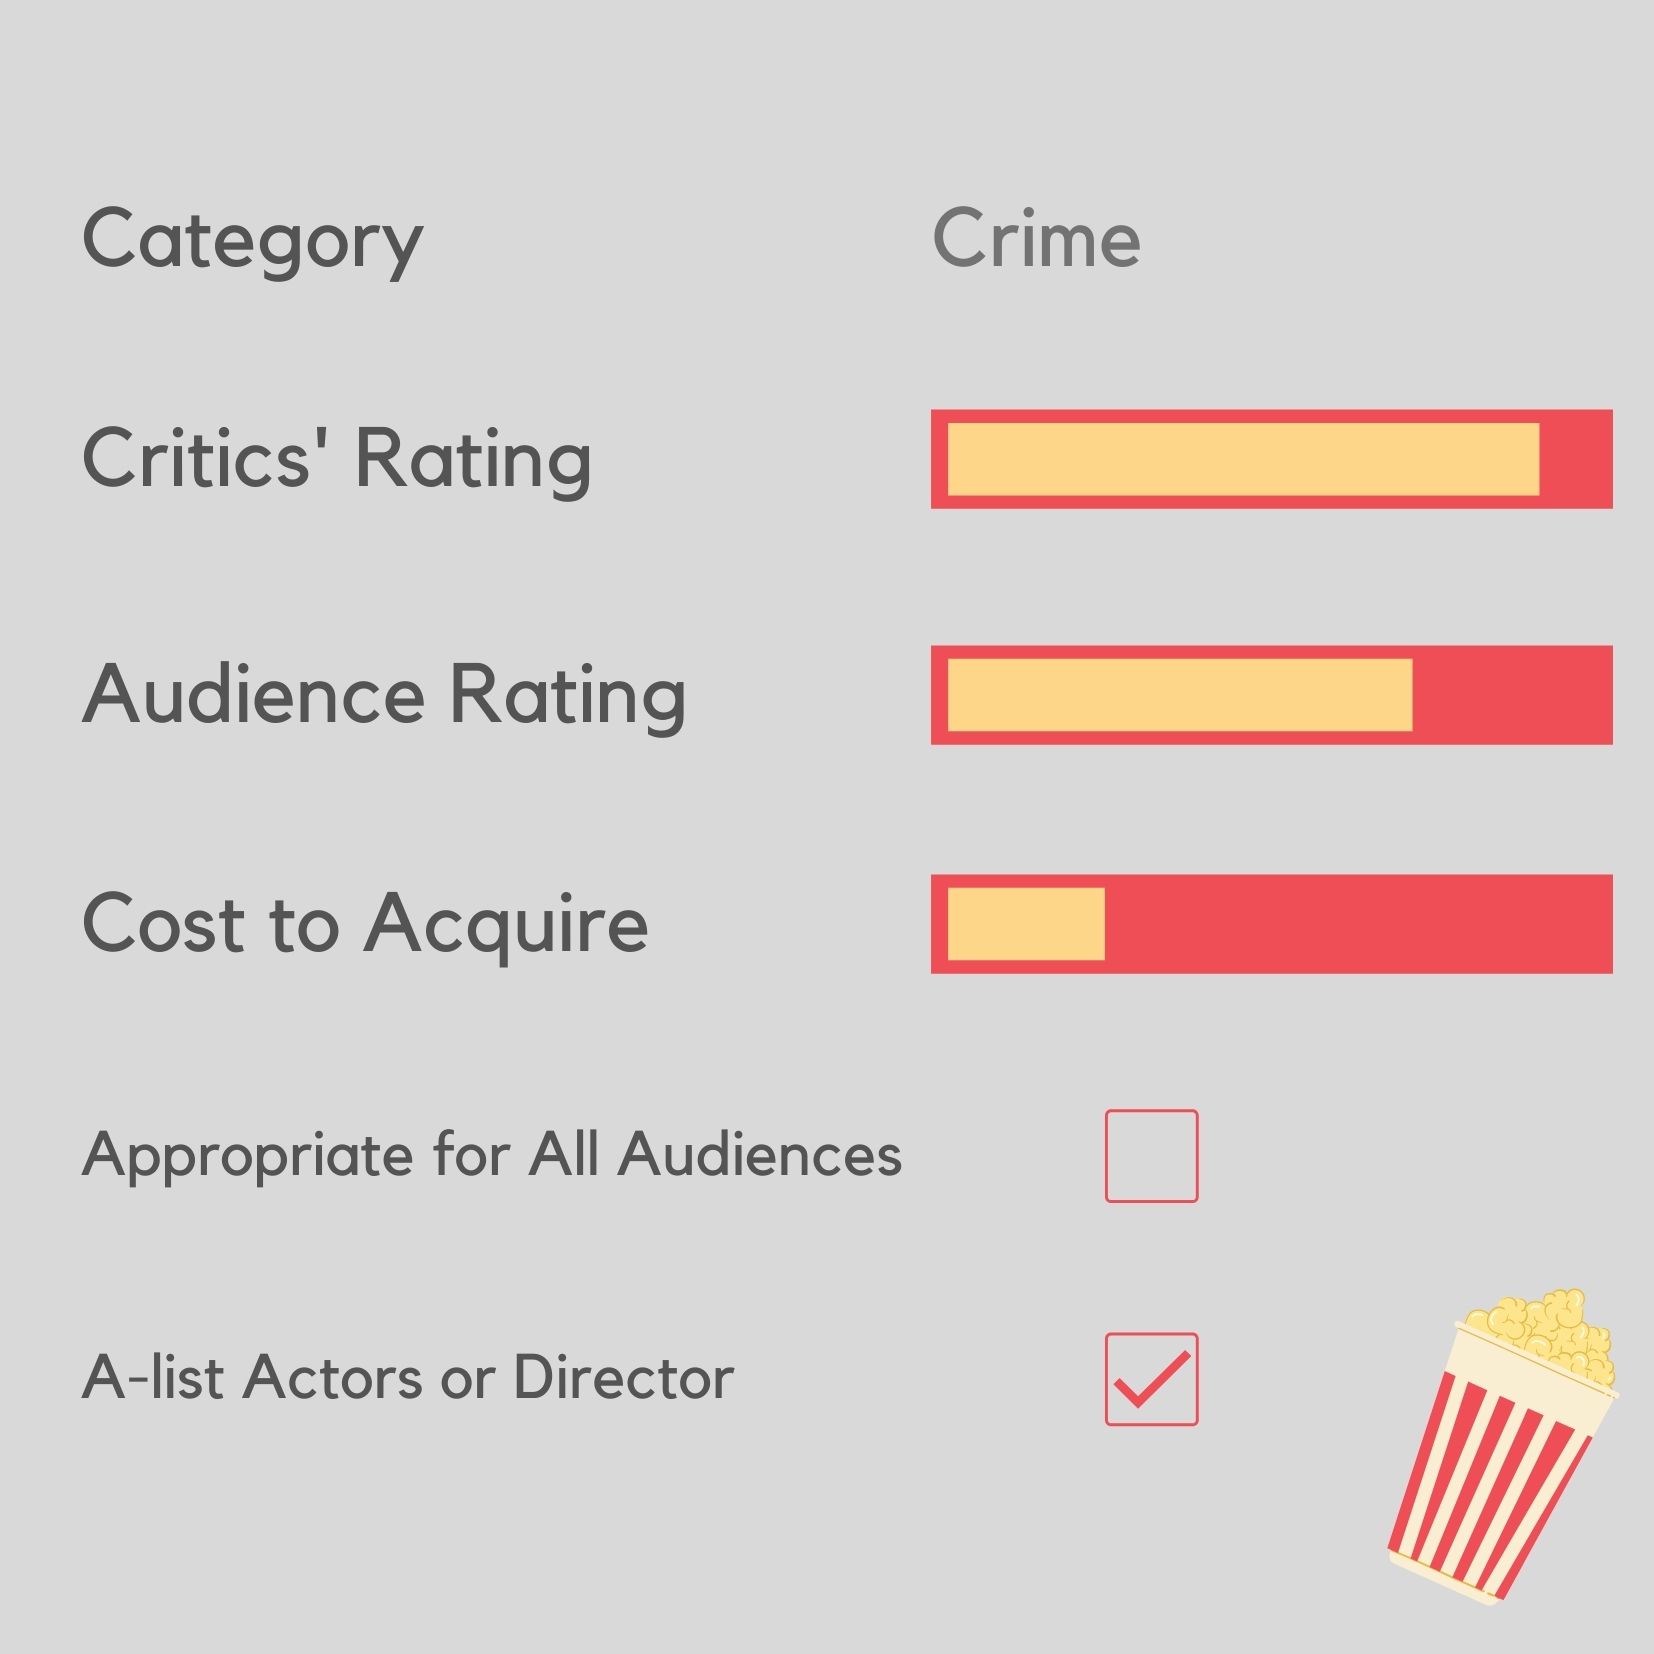 Category Crime
Critics' Rating
Audience Rating
Cost to Acquire
Appropriate for All Audiences
A-list Actors or Director